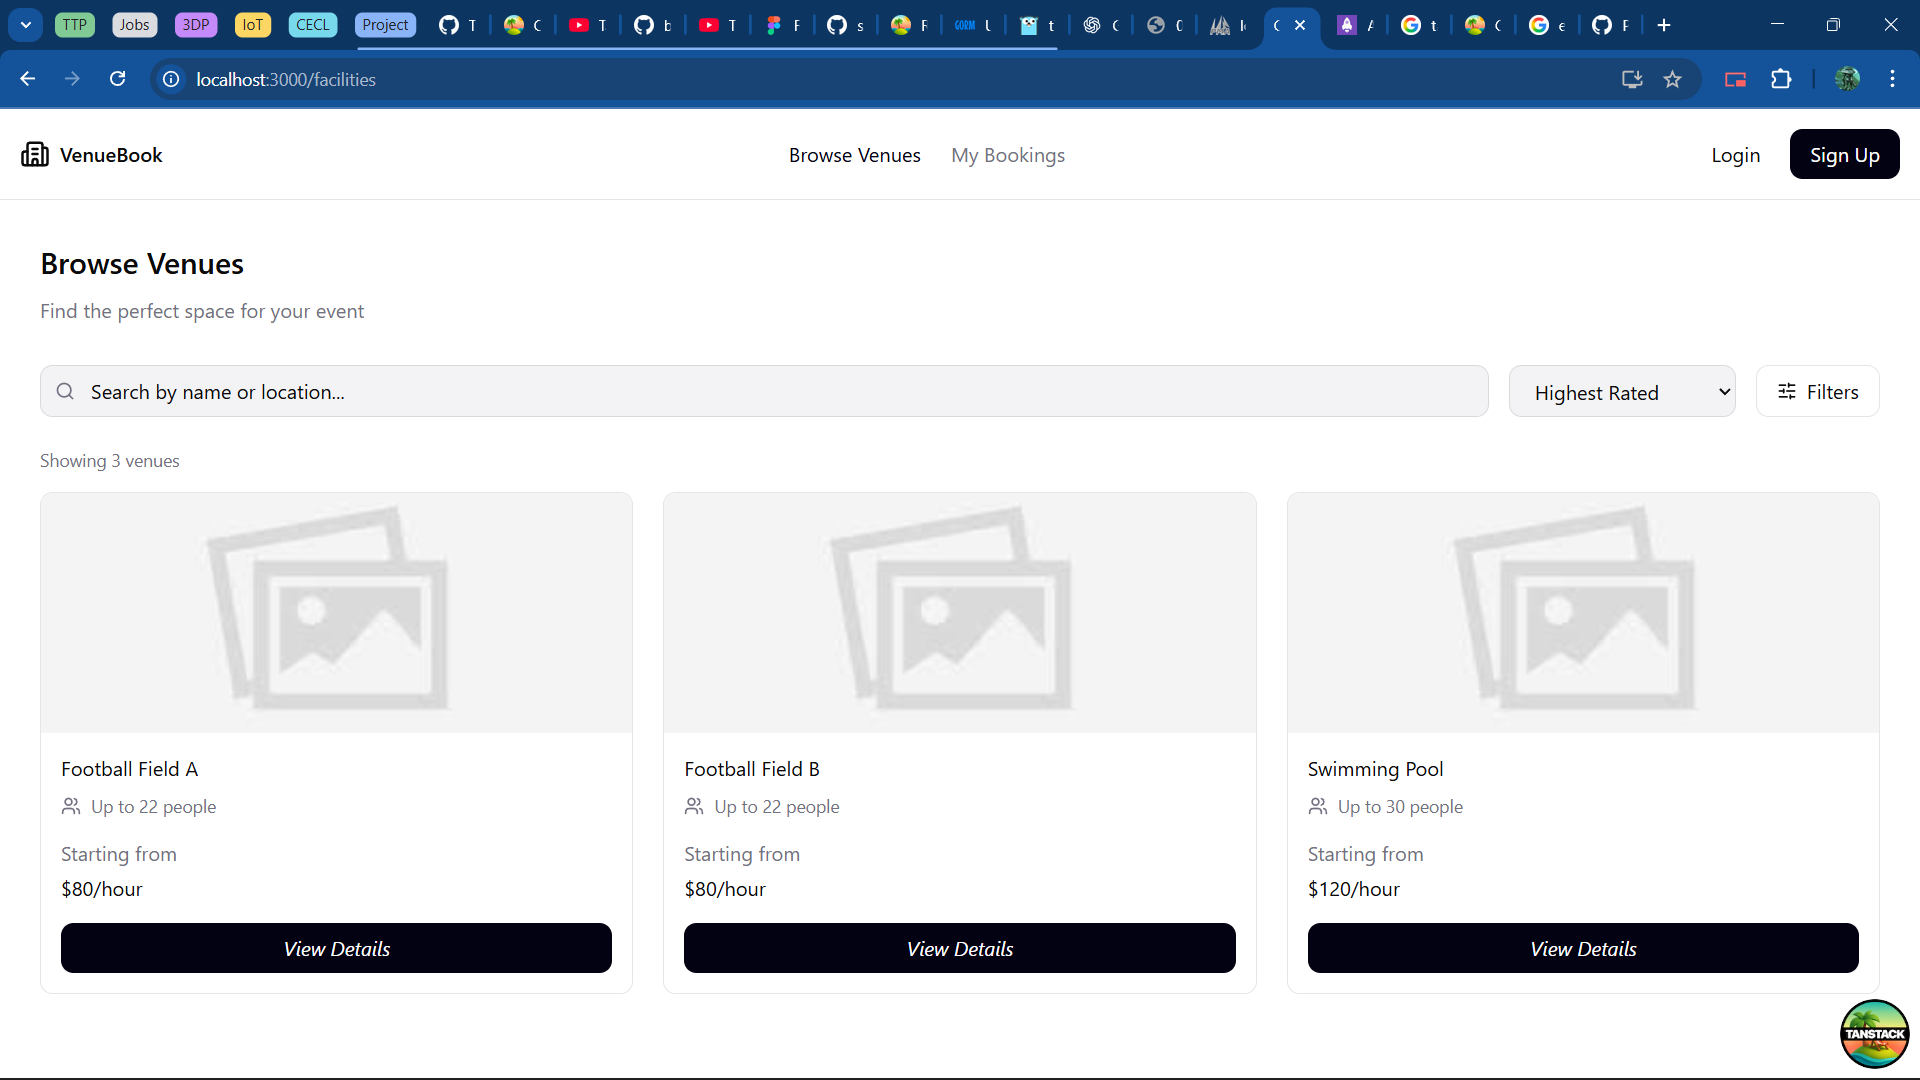 TTP Jobs 3DP IoT CECL Project T C T b T F s F GORM U t C 0 lo C A t C e F
localhost:3000/facilities
VenueBook Browse Venues My Bookings Login Sign Up
Browse Venues
Find the perfect space for your event
Search by name or location... Highest Rated Filters
Showing 3 venues
Football Field A
Up to 22 people
Starting from
$80/hour
View Details
Football Field B
Up to 22 people
Starting from
$80/hour
View Details
Swimming Pool
Up to 30 people
Starting from
$120/hour
View Details
TANSTACK